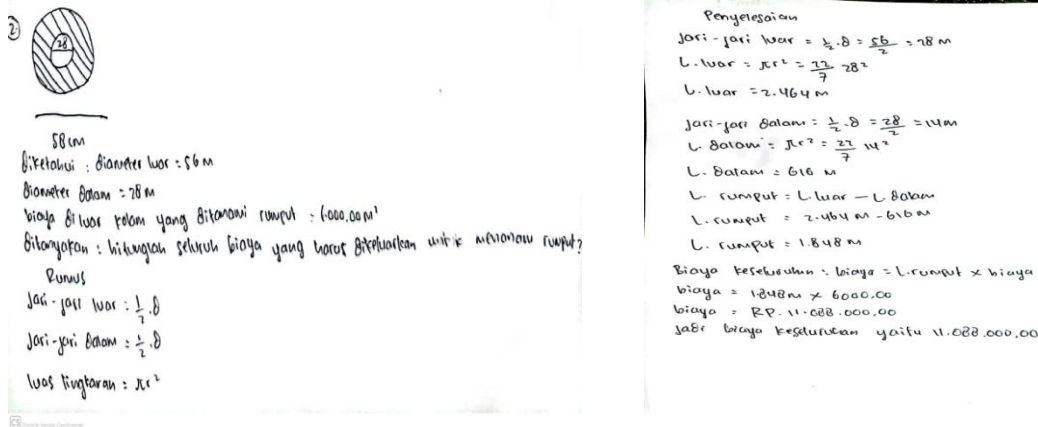 2.
28
58 cm
Diketahui : diameter luar = 56 m
diameter dalam = 28 m
biaya di luar kolam yang ditanami rumput : 6.000,00 m²
ditanyakan : hitunglah seluruh biaya yang harus dikeluarkan untuk menanam rumput?
Rumus
Jari-jari luar : 1/2 . d
Jari-jari dalam : 1/2 . d
luas lingkaran = πr²
CS
Penyelesaian
Jari-jari luar = 1/2 . d = 56/2 = 28 m
L. luar = πr² = 22/7 28²
L. luar = 2.464 m
Jari-jari dalam = 1/2 . d = 28/2 = 14 m
L. dalam = πr² = 22/7 14²
L. Dalam = 616 m
L. rumput = L. luar - L dalam
L. rumput = 2.464 m - 616 m
L. rumput = 1.848 m
Biaya keseluruhan : biaya = L. rumput x biaya
biaya = 1.848 m x 6000,00
biaya = RP. 11.088.000,00
Jadi biaya keseluruhan yaitu 11.088.000,00